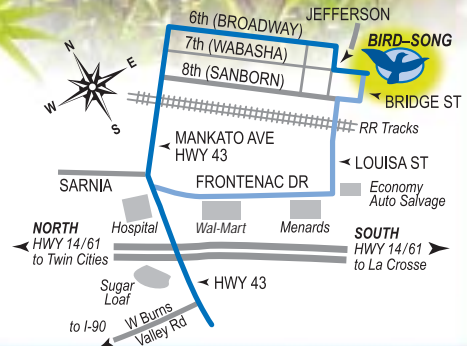 6th (BROADWAY)
JEFFERSON
7th (WABASHA)
BIRD–SONG
8th (SANBORN)
N
E
W
S
BRIDGE ST
RR Tracks
MANKATO AVE
HWY 43
LOUISA ST
SARNIA
FRONTENAC DR
Economy
Auto Salvage
Hospital
Wal-Mart
Menards
NORTH
HWY 14/61
to Twin Cities
SOUTH
HWY 14/61
to La Crosse
Sugar
Loaf
HWY 43
to I-90
W Burns
Valley Rd